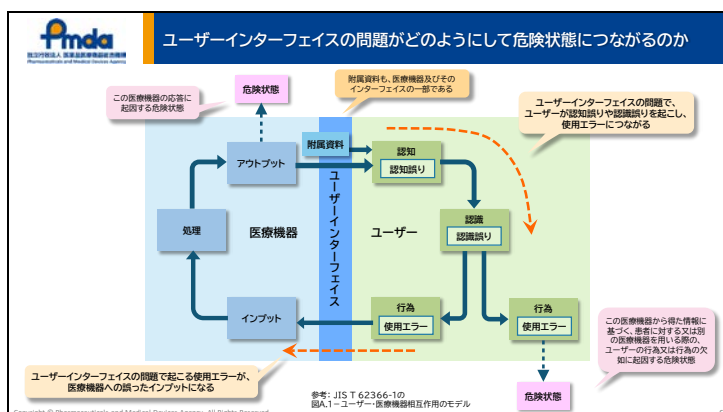 Pmda
独立行政法人 医薬品医療機器総合機構
Pharmaceuticals and Medical Devices Agency
ユーザーインターフェイスの問題がどのようにして危険状態につながるのか
この医療機器の応答に
起因する危険状態
危険状態
附属資料も、医療機器及びその
インターフェイスの一部である
ユーザーインターフェイスの問題で、
ユーザーが認知誤りや認識誤りを起こし、
使用エラーにつながる
附属資料
アウトプット
認知
認知誤り
処理
医療機器
ユーザーインターフェイス
ユーザー
認識
認識誤り
インプット
行為
使用エラー
行為
使用エラー
この医療機器から得た情報に
基づく、患者に対する又は別
の医療機器を用いる際の、
ユーザーの行為又は行為の欠
如に起因する危険状態
ユーザーインターフェイスの問題で起こる使用エラーが、
医療機器への誤ったインプットになる
参考: JIS T 62366-1の
図A.1-ユーザー・医療機器相互作用のモデル
危険状態
Copyright © Pharmaceuticals and Medical Devices Agency, All Rights Reserved.